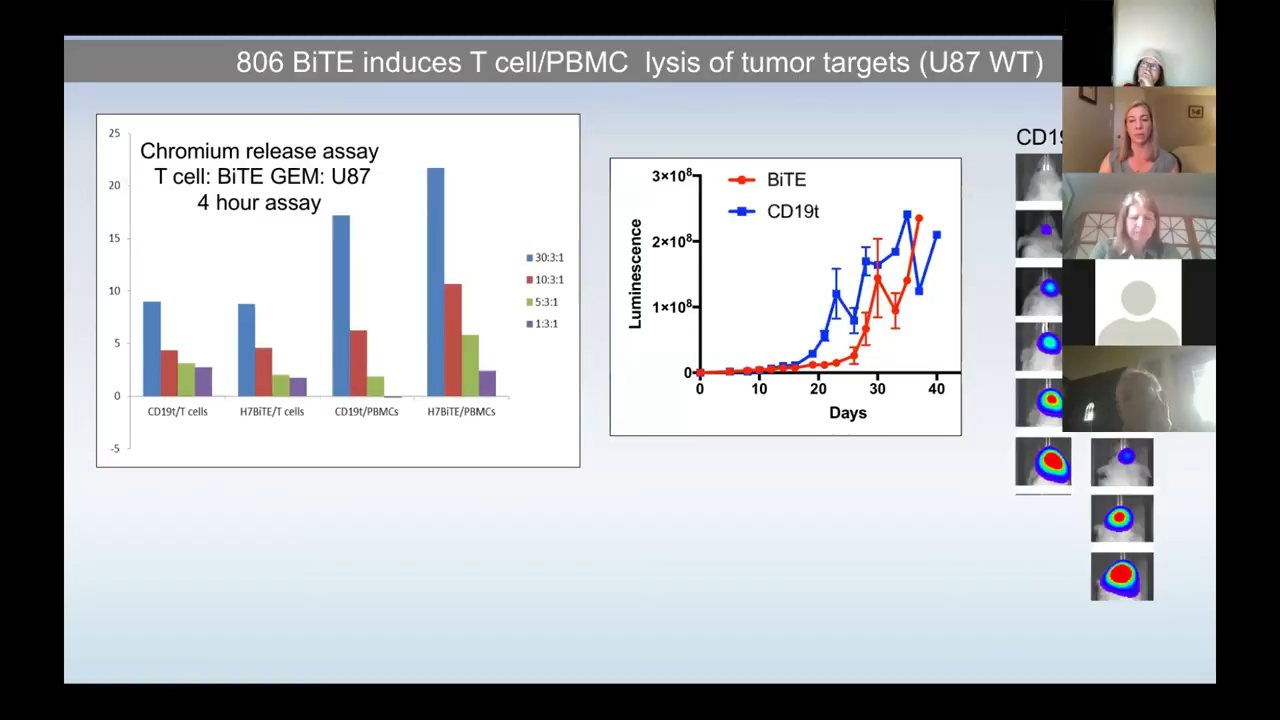 806 BiTE induces T cell/PBMC lysis of tumor targets (U87 WT)
25
20
15
10
5
0
-5
Chromium release assay
T cell: BiTE GEM: U87
4 hour assay
30:3:1
10:3:1
5:3:1
1:3:1
CD19t/T cells
H7BiTE/T cells
CD19t/PBMCs
H7BiTE/PBMCs
3×10⁸
2×10⁸
1×10⁸
0
Luminescence
BiTE
CD19t
0 10 20 30 40
Days